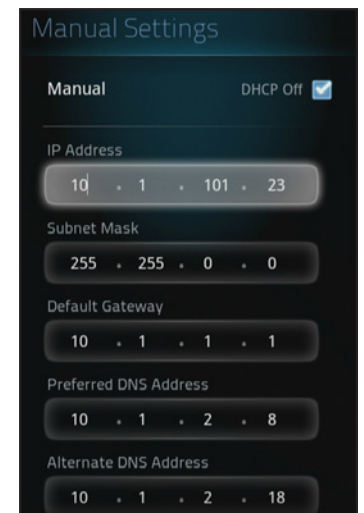 Manual Settings
Manual DHCP Off
IP Address
10 . 1 . 101 . 23
Subnet Mask
255 . 255 . 0 . 0
Default Gateway
10 . 1 . 1 . 1
Preferred DNS Address
10 . 1 . 2 . 8
Alternate DNS Address
10 . 1 . 2 . 18